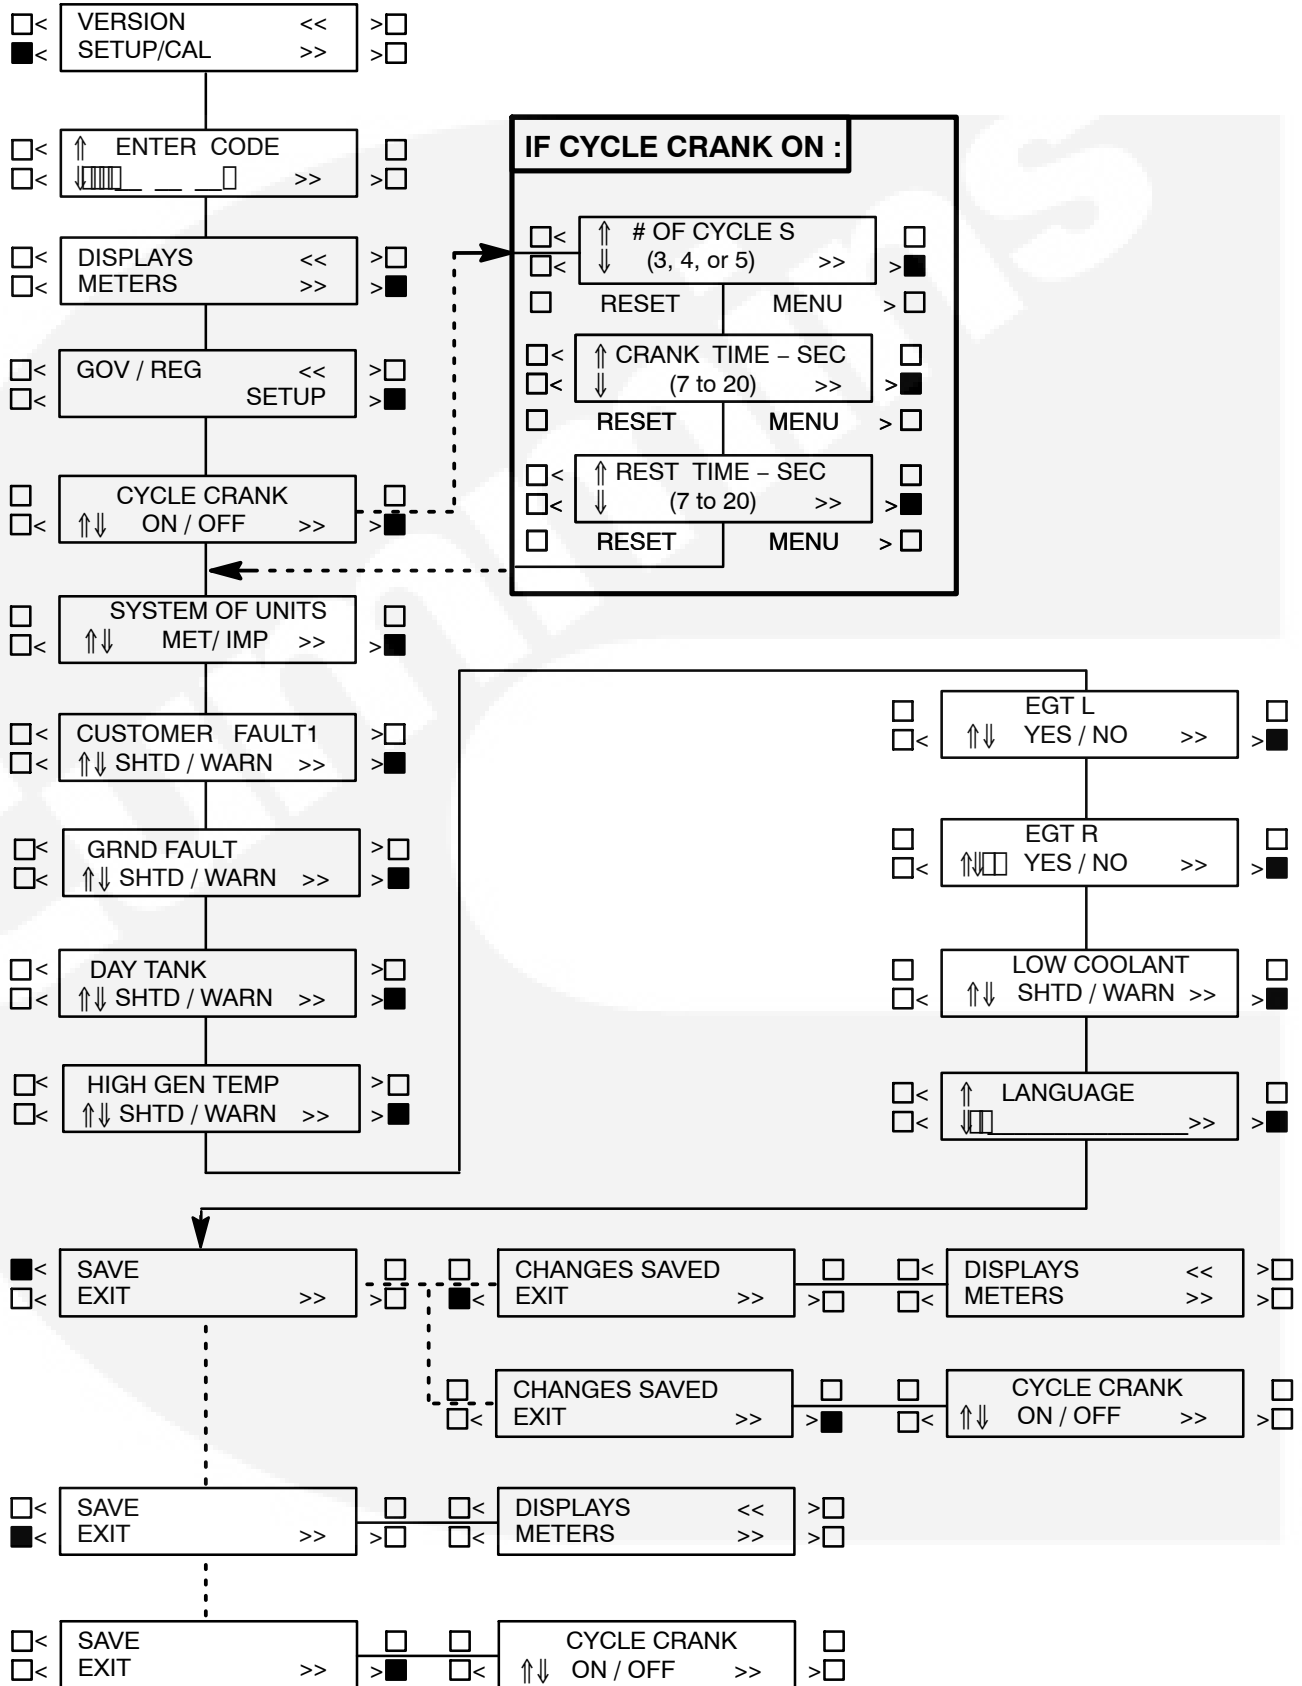 VERSION <<
SETUP/CAL >>
ENTER CODE
>>
DISPLAYS <<
METERS >>
GOV / REG <<
SETUP
CYCLE CRANK
⇑⇓ ON / OFF >>
IF CYCLE CRANK ON :
⇑ # OF CYCLE S
⇓ (3, 4, or 5) >>
RESET MENU >
⇑ CRANK TIME – SEC
⇓ (7 to 20) >>
RESET MENU >
⇑ REST TIME – SEC
⇓ (7 to 20) >>
RESET MENU >
SYSTEM OF UNITS
⇑⇓ MET/ IMP >>
CUSTOMER FAULT1
⇑⇓ SHTD / WARN >>
GRND FAULT
⇑⇓ SHTD / WARN >>
DAY TANK
⇑⇓ SHTD / WARN >>
HIGH GEN TEMP
⇑⇓ SHTD / WARN >>
EGT L
⇑⇓ YES / NO >>
EGT R
⇑⇓ YES / NO >>
LOW COOLANT
⇑⇓ SHTD / WARN >>
⇑ LANGUAGE
⇓ >>
SAVE
EXIT >>
CHANGES SAVED
EXIT >>
DISPLAYS <<
METERS >>
CHANGES SAVED
EXIT >>
CYCLE CRANK
⇑⇓ ON / OFF >>
SAVE
EXIT >>
DISPLAYS <<
METERS >>
SAVE
EXIT >>
CYCLE CRANK
⇑⇓ ON / OFF >>